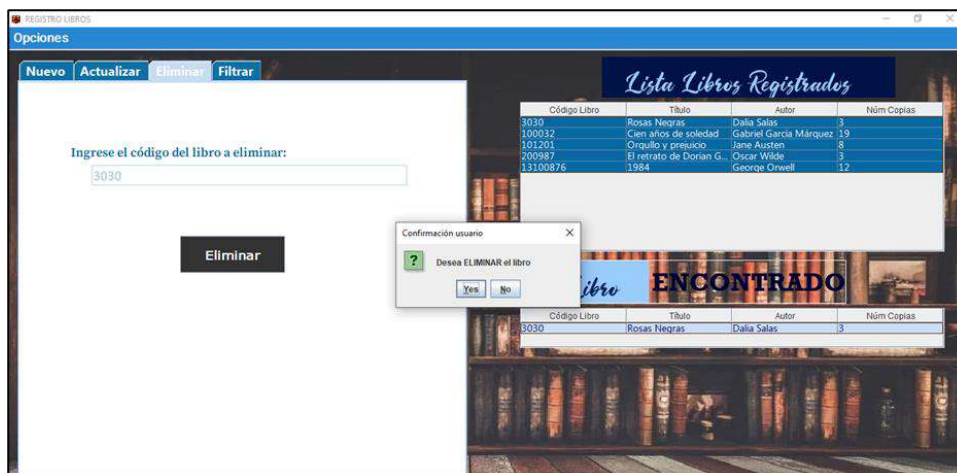 REGISTRO LIBROS
Opciones
Nuevo Actualizar Eliminar Filtrar
Lista Libros Registrados
Código Libro Título Autor Núm Copias
3030 Rosas Negras Dalia Salas 3
100032 Cien años de soledad Gabriel García Márquez 19
101201 Orgullo y prejuicio Jane Austen 8
200987 El retrato de Dorian G... Oscar Wilde 3
13100876 1984 George Orwell 12
Ingrese el código del libro a eliminar:
3030
Eliminar
Confirmación usuario
Desea ELIMINAR el libro
Yes No
ibro ENCONTRADO
Código Libro Título Autor Núm Copias
3030 Rosas Negras Dalia Salas 3